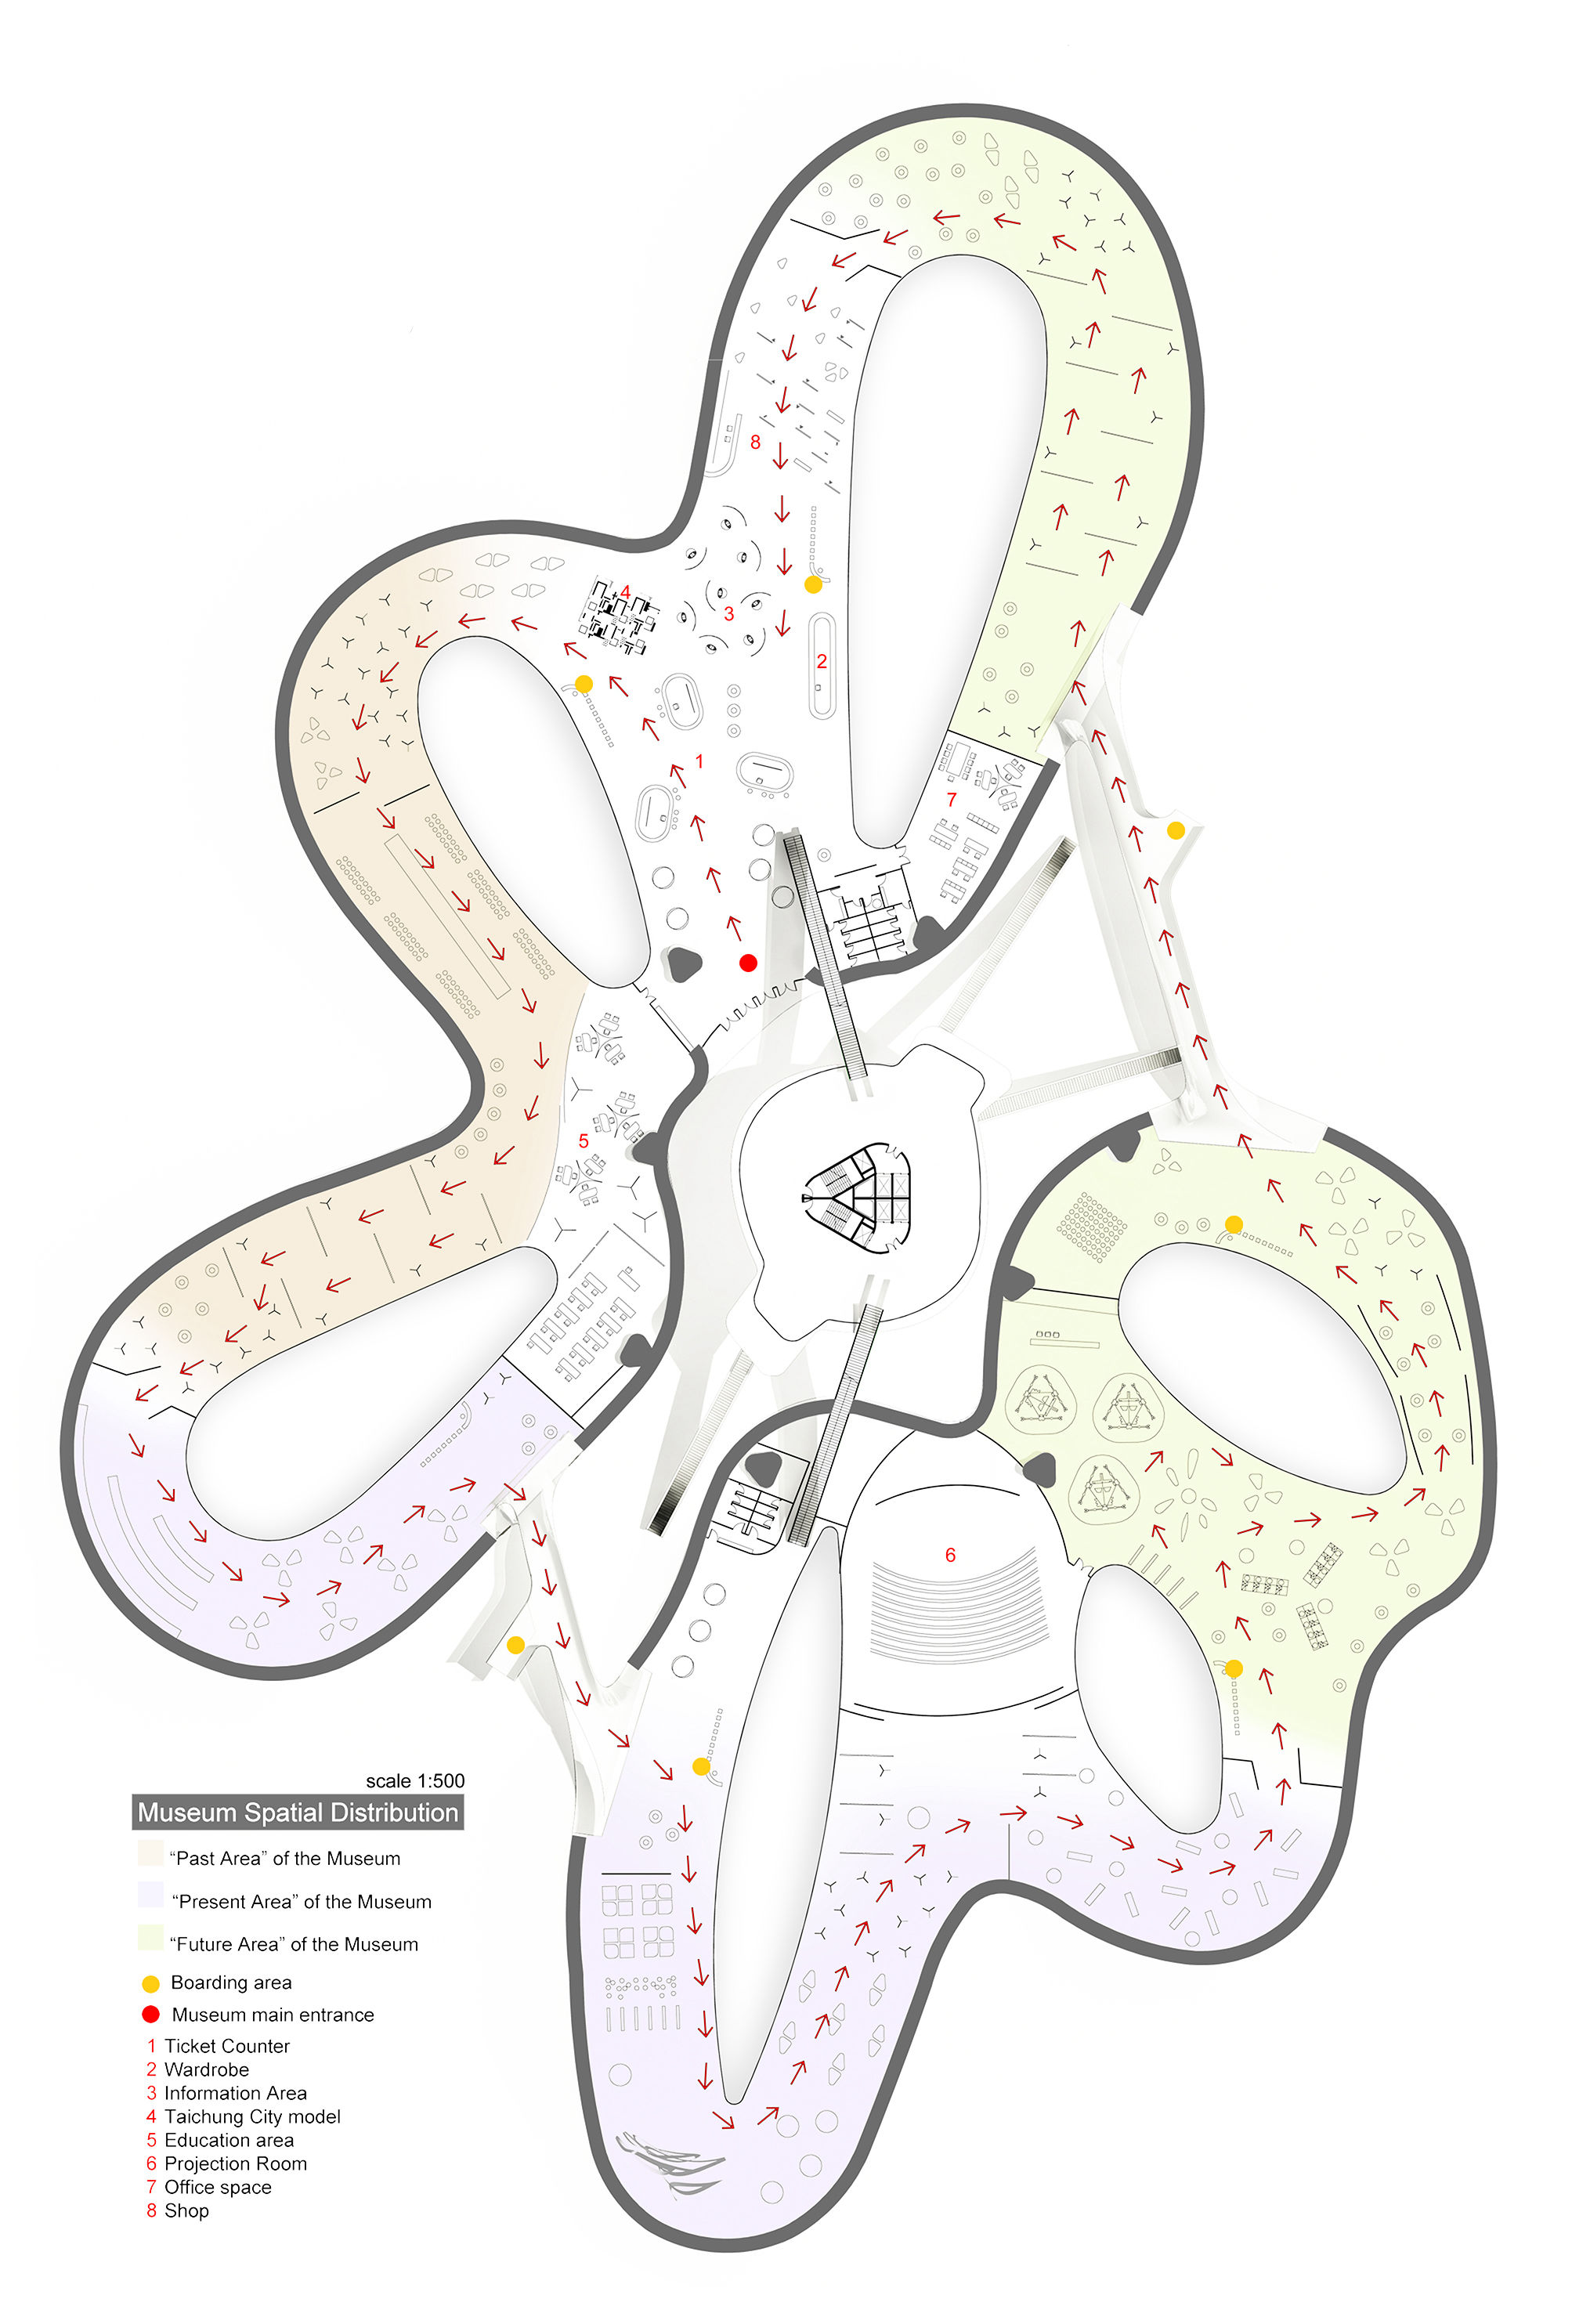 8
4
3
2
1
7
5
6
scale 1:500
Museum Spatial Distribution
“Past Area” of the Museum
“Present Area” of the Museum
“Future Area” of the Museum
Boarding area
Museum main entrance
1 Ticket Counter
2 Wardrobe
3 Information Area
4 Taichung City model
5 Education area
6 Projection Room
7 Office space
8 Shop